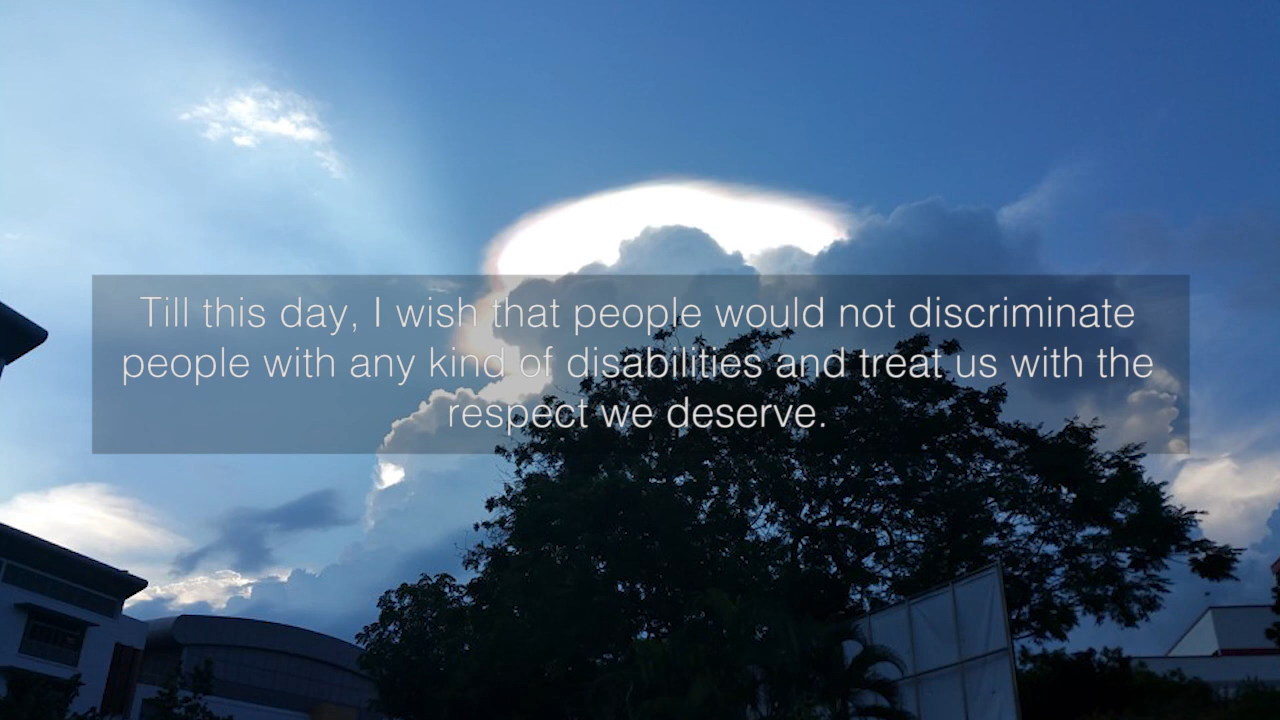 Till this day, I wish that people would not discriminate
people with any kind of disabilities and treat us with the
respect we deserve.